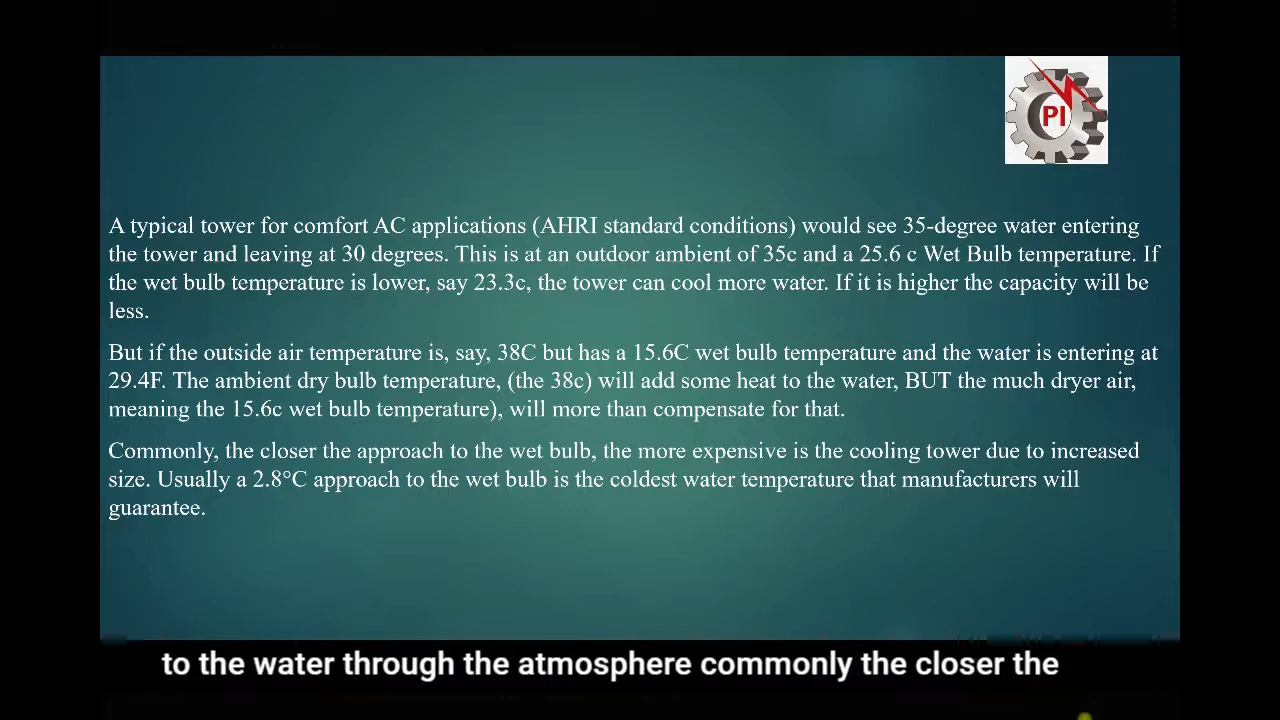 PI
A typical tower for comfort AC applications (AHRI standard conditions) would see 35-degree water entering
the tower and leaving at 30 degrees. This is at an outdoor ambient of 35c and a 25.6 c Wet Bulb temperature. If
the wet bulb temperature is lower, say 23.3c, the tower can cool more water. If it is higher the capacity will be
less.
But if the outside air temperature is, say, 38C but has a 15.6C wet bulb temperature and the water is entering at
29.4F. The ambient dry bulb temperature, (the 38c) will add some heat to the water, BUT the much dryer air,
meaning the 15.6c wet bulb temperature), will more than compensate for that.
Commonly, the closer the approach to the wet bulb, the more expensive is the cooling tower due to increased
size. Usually a 2.8°C approach to the wet bulb is the coldest water temperature that manufacturers will
guarantee.
to the water through the atmosphere commonly the closer the